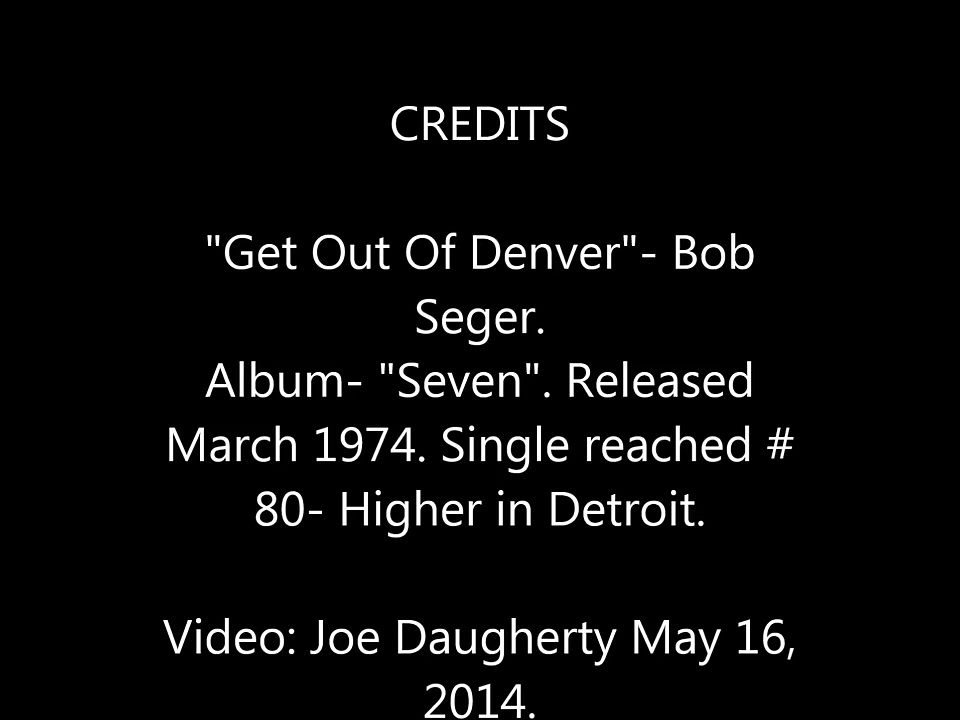 CREDITS
"Get Out Of Denver"- Bob
Seger.
Album- "Seven". Released
March 1974. Single reached #
80- Higher in Detroit.
Video: Joe Daugherty May 16,
2014.